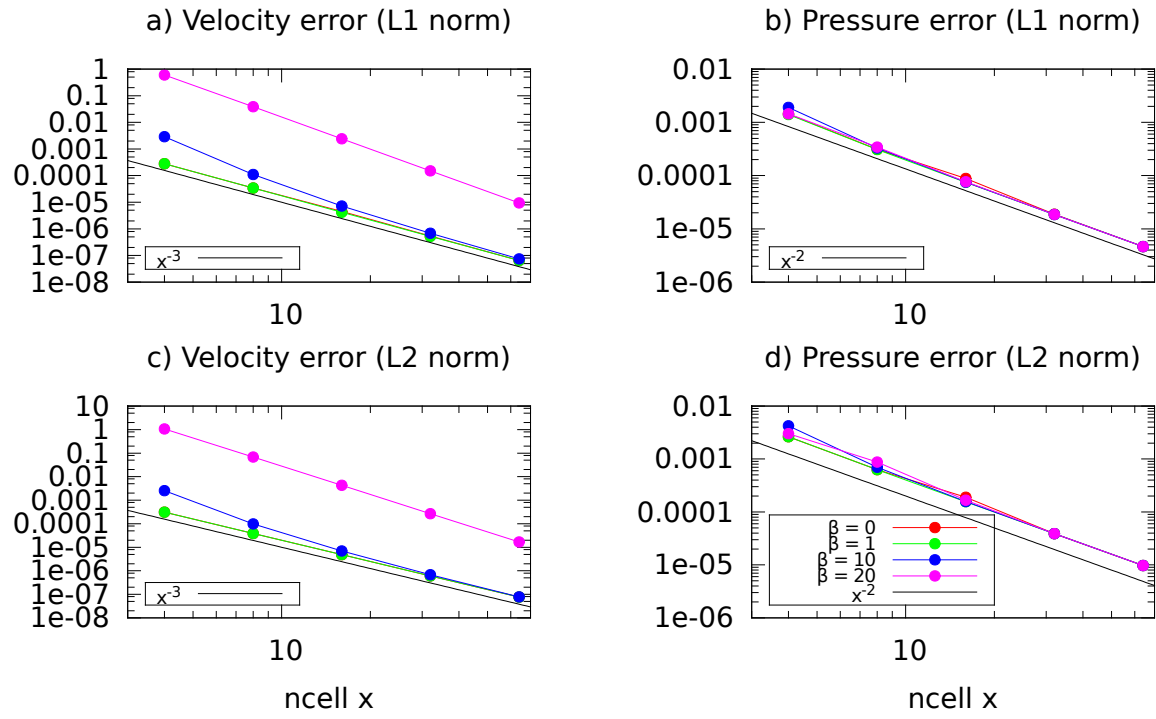 a) Velocity error (L1 norm)
1
0.1
0.01
0.001
0.0001
1e-05
1e-06
1e-07
1e-08
x-3
10
b) Pressure error (L1 norm)
0.01
0.001
0.0001
1e-05
1e-06
x-2
10
c) Velocity error (L2 norm)
10
1
0.1
0.01
0.001
0.0001
1e-05
1e-06
1e-07
1e-08
x-3
10
ncell x
d) Pressure error (L2 norm)
0.01
0.001
0.0001
1e-05
1e-06
β = 0
β = 1
β = 10
β = 20
x-2
10
ncell x